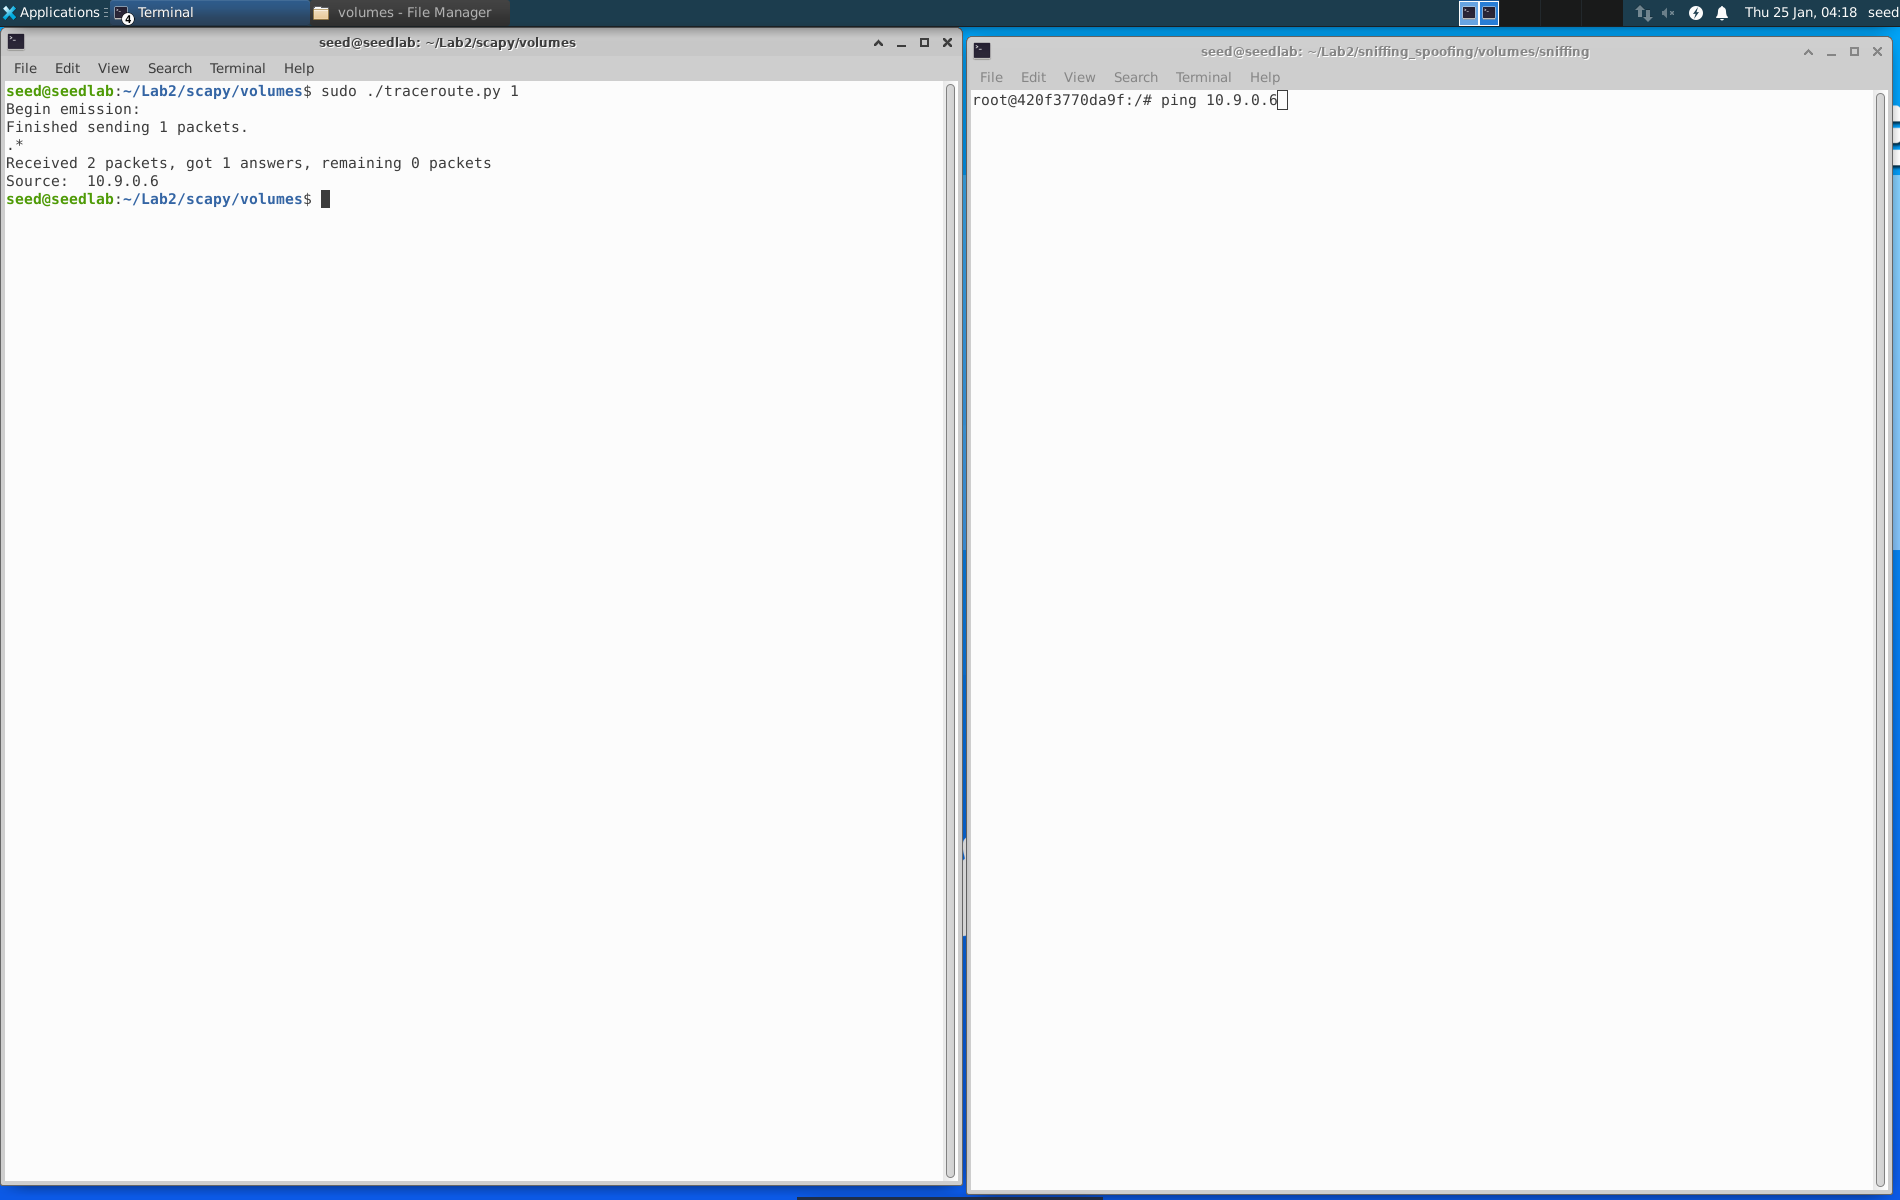 Applications
4
Terminal
volumes - File Manager
Thu 25 Jan, 04:18
seed
seed@seedlab: ~/Lab2/scapy/volumes
File Edit View Search Terminal Help
seed@seedlab:~/Lab2/scapy/volumes$ sudo ./traceroute.py 1
Begin emission:
Finished sending 1 packets.
.*
Received 2 packets, got 1 answers, remaining 0 packets
Source:  10.9.0.6
seed@seedlab:~/Lab2/scapy/volumes$
seed@seedlab: ~/Lab2/sniffing_spoofing/volumes/sniffing
File Edit View Search Terminal Help
root@420f3770da9f:/# ping 10.9.0.6